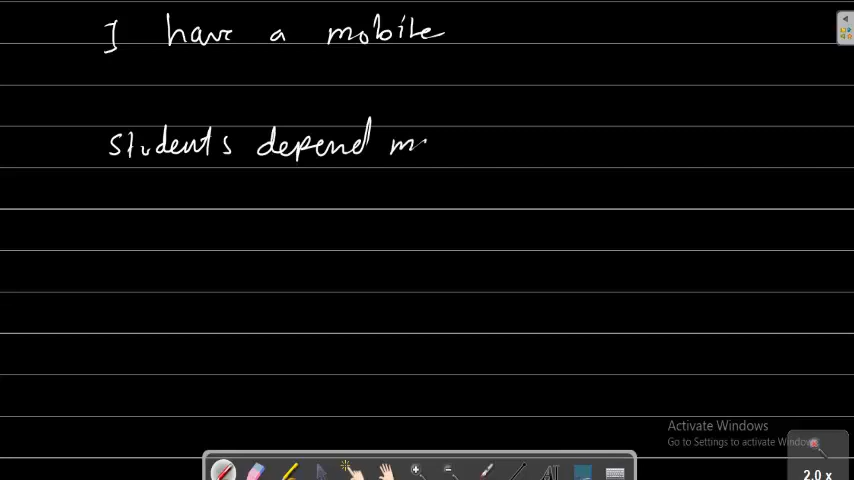 I have a mobile
students depend m
Activate Windows
Go to Settings to activate Windows
2.0 x